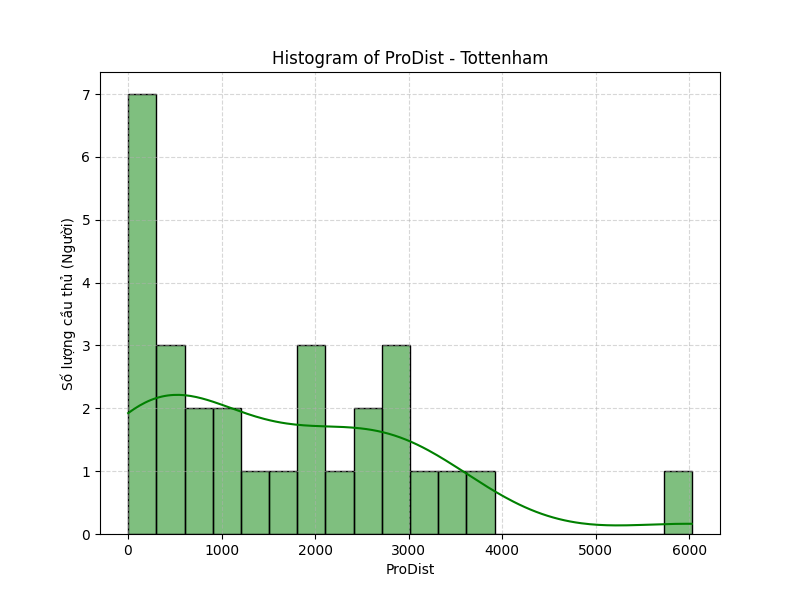 Histogram of ProDist - Tottenham
Số lượng cầu thủ (Người)
7
6
5
4
3
2
1
0
0 1000 2000 3000 4000 5000 6000
ProDist